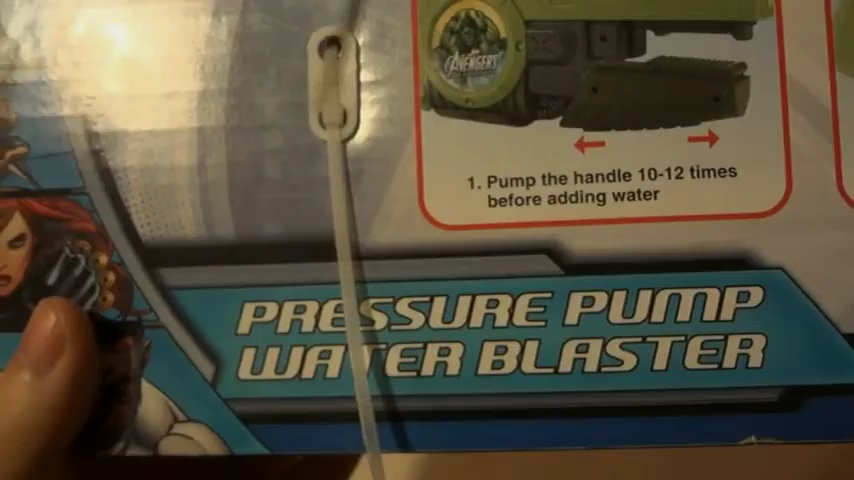 AVENGERS
1. Pump the handle 10-12 times
before adding water
PRESSURE PUMP
WATER BLASTER